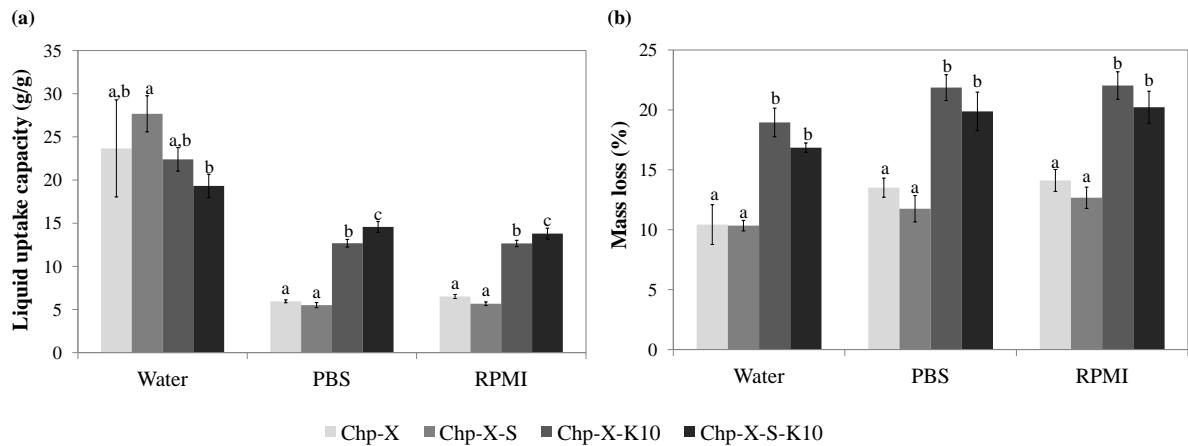 (a)
Liquid uptake capacity (g/g)
35
30
25
20
15
10
5
0
a,b
a
a,b
b
a
a
b
c
a
a
b
c
Water
PBS
RPMI
(b)
Mass loss (%)
25
20
15
10
5
0
a
a
b
b
a
a
b
b
a
a
b
b
Water
PBS
RPMI
Chp-X
Chp-X-S
Chp-X-K10
Chp-X-S-K10